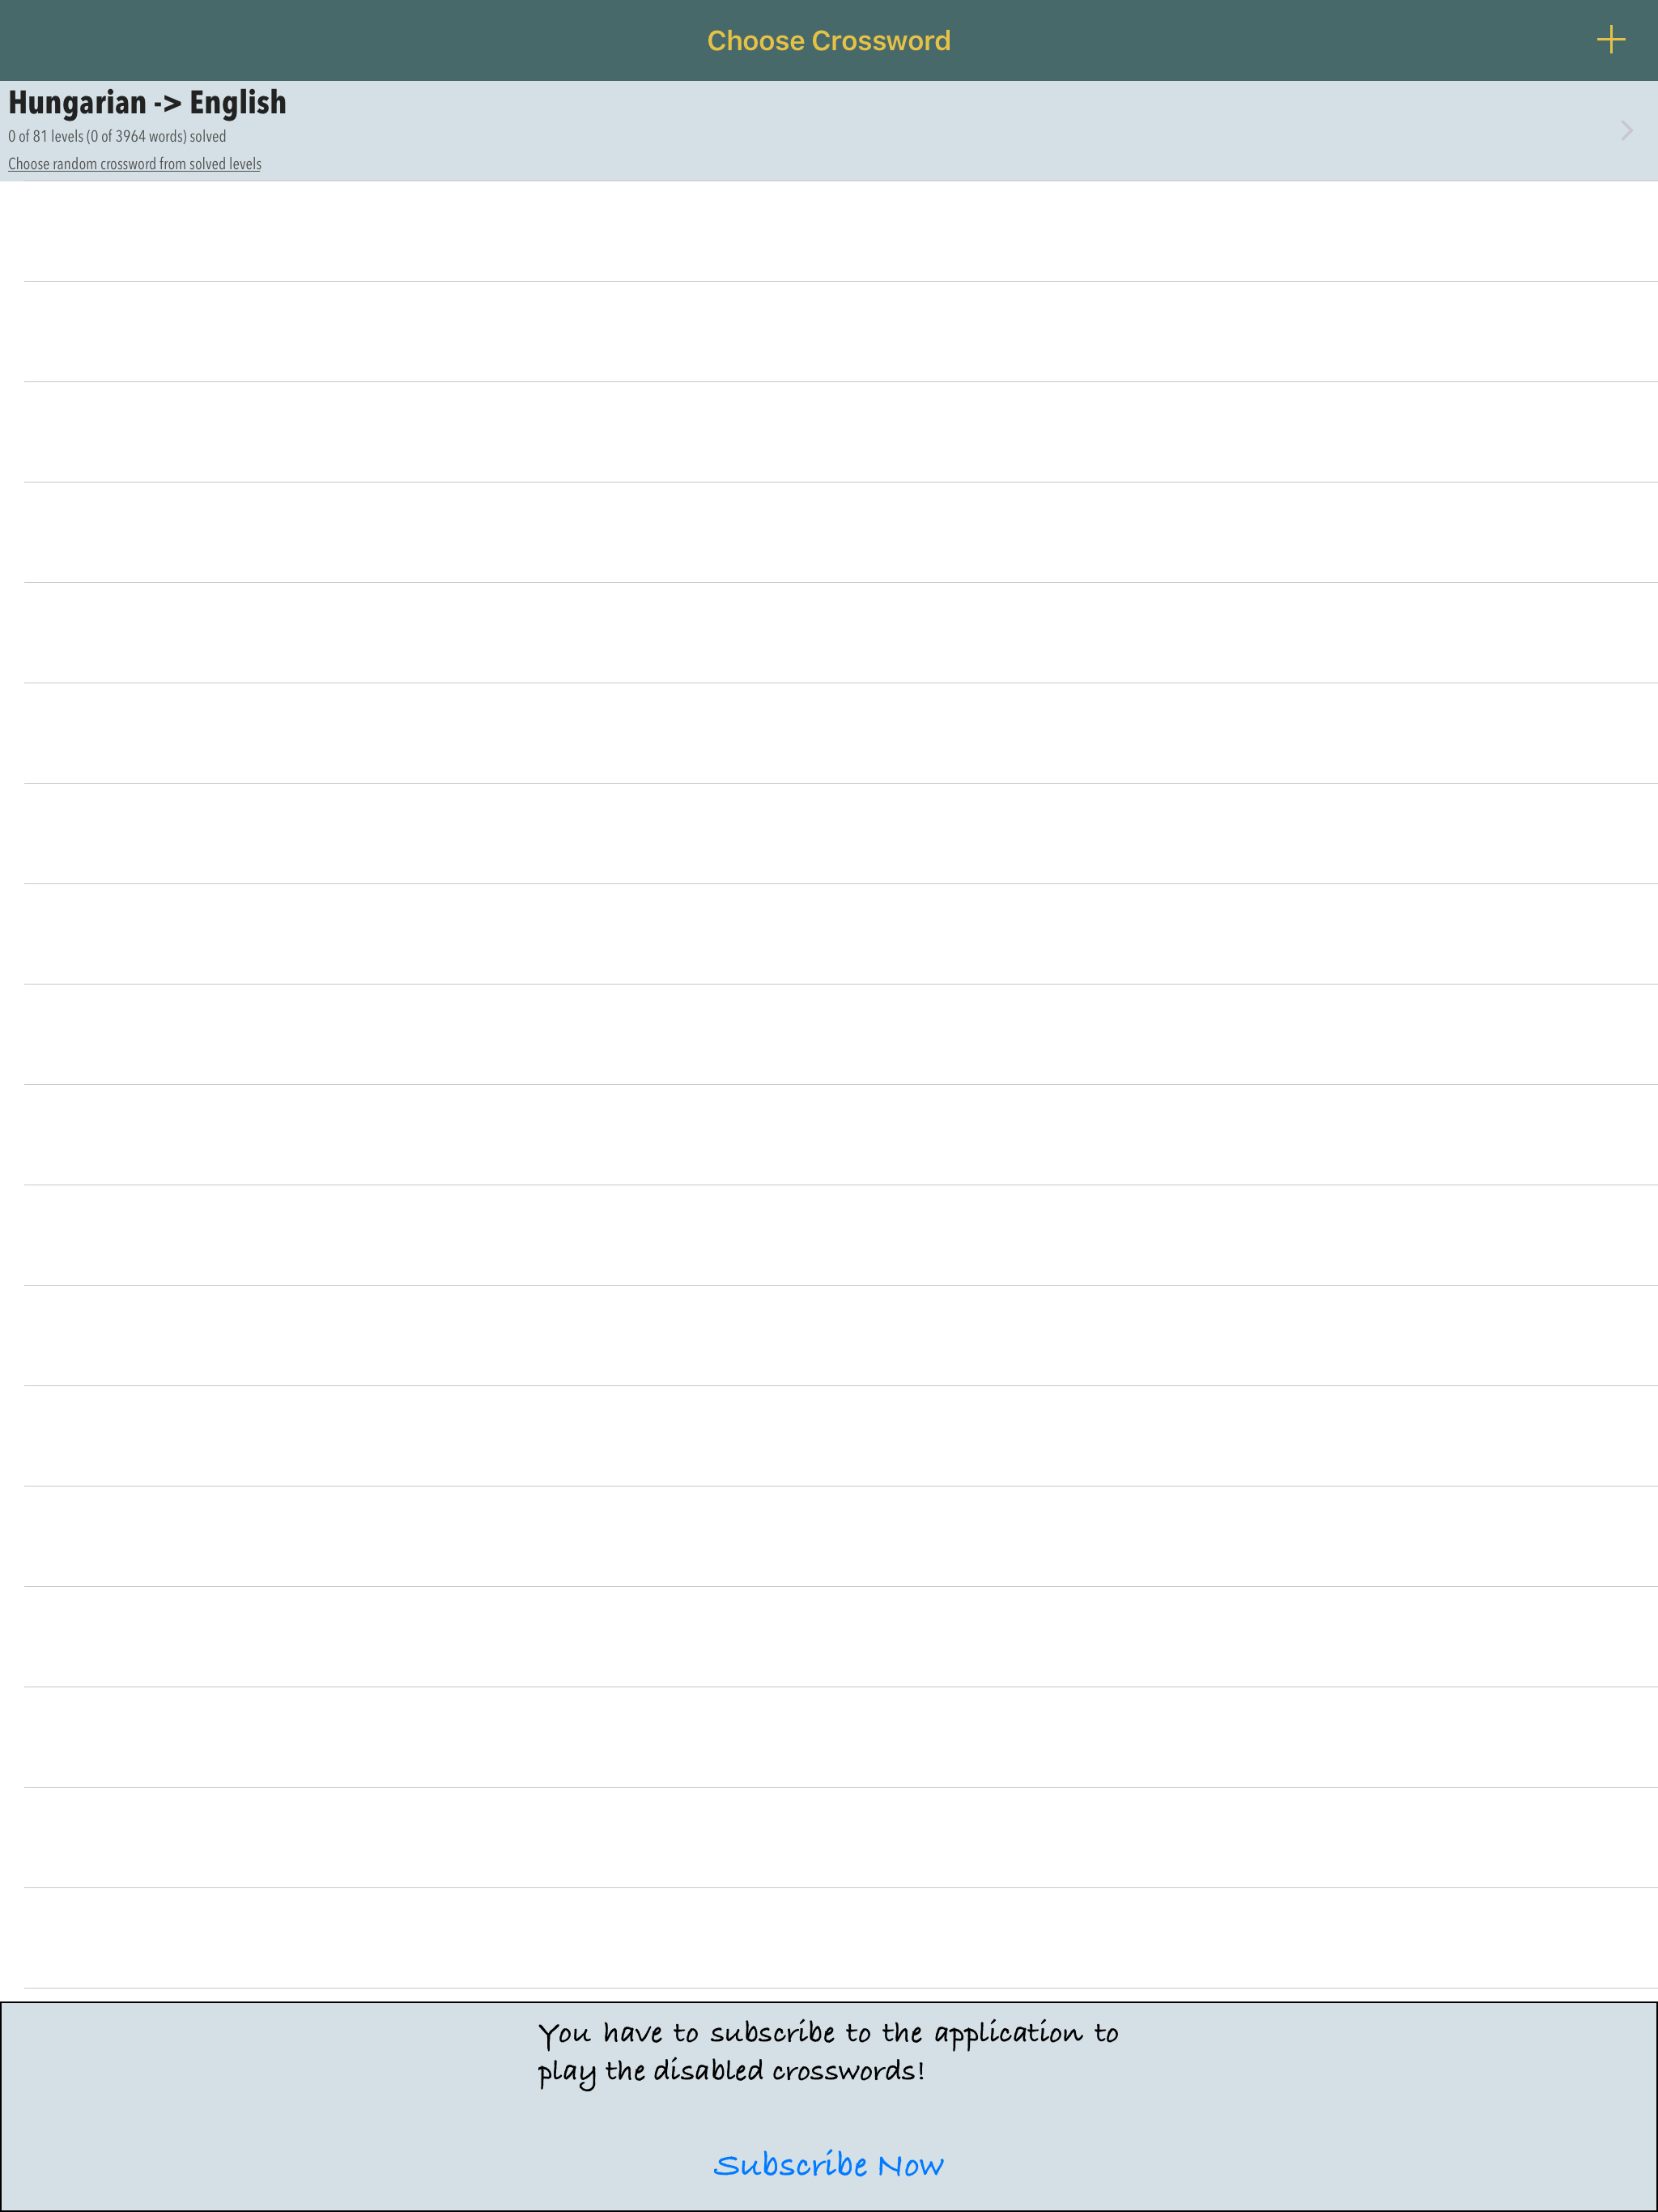 Choose Crossword
Hungarian -> English
0 of 81 levels (0 of 3964 words) solved
Choose random crossword from solved levels
You have to subscribe to the application to
play the disabled crosswords!
Subscribe Now